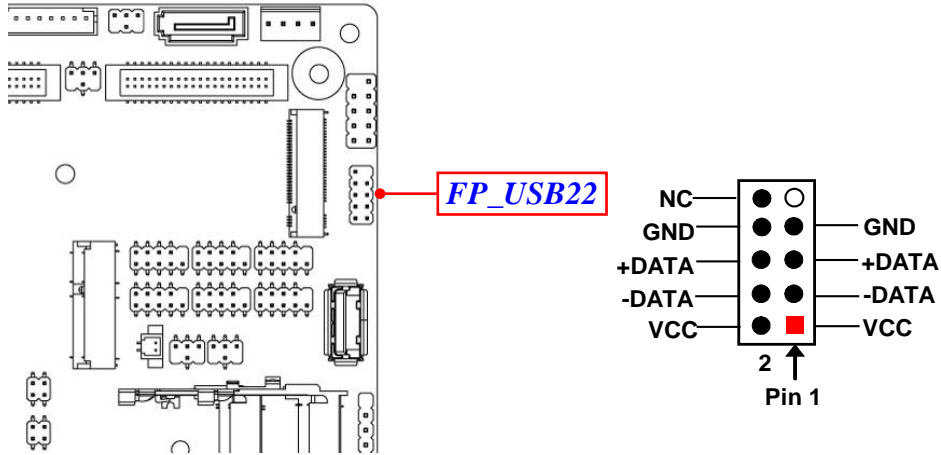 FP_USB22
NC
GND GND
+DATA +DATA
-DATA -DATA
VCC VCC
2
Pin 1